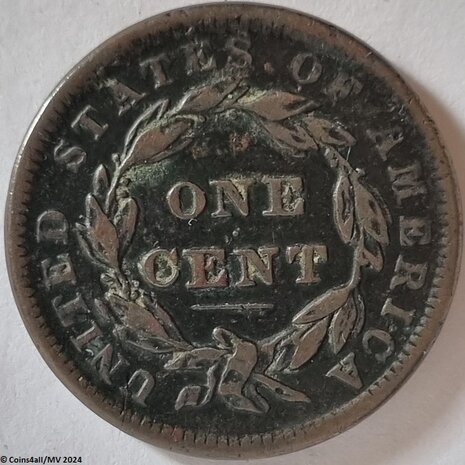 UNITED STATES OF AMERICA
ONE
CENT
© Coins4all/MV 2024